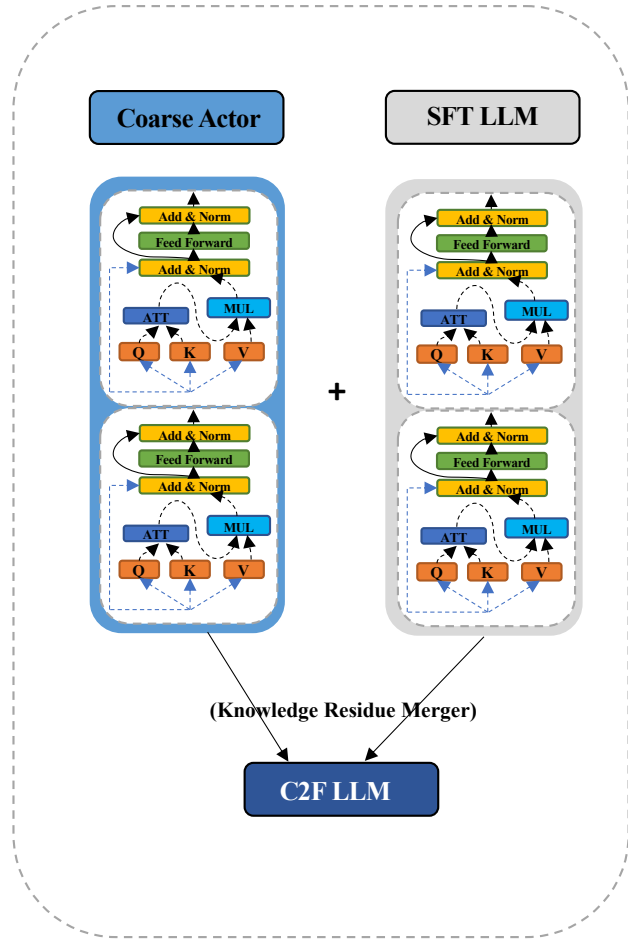 Coarse Actor
SFT LLM
Add & Norm
Feed Forward
Add & Norm
ATT
MUL
Q
K
V
Add & Norm
Feed Forward
Add & Norm
ATT
MUL
Q
K
V
+
Add & Norm
Feed Forward
Add & Norm
ATT
MUL
Q
K
V
Add & Norm
Feed Forward
Add & Norm
ATT
MUL
Q
K
V
(Knowledge Residue Merger)
C2F LLM